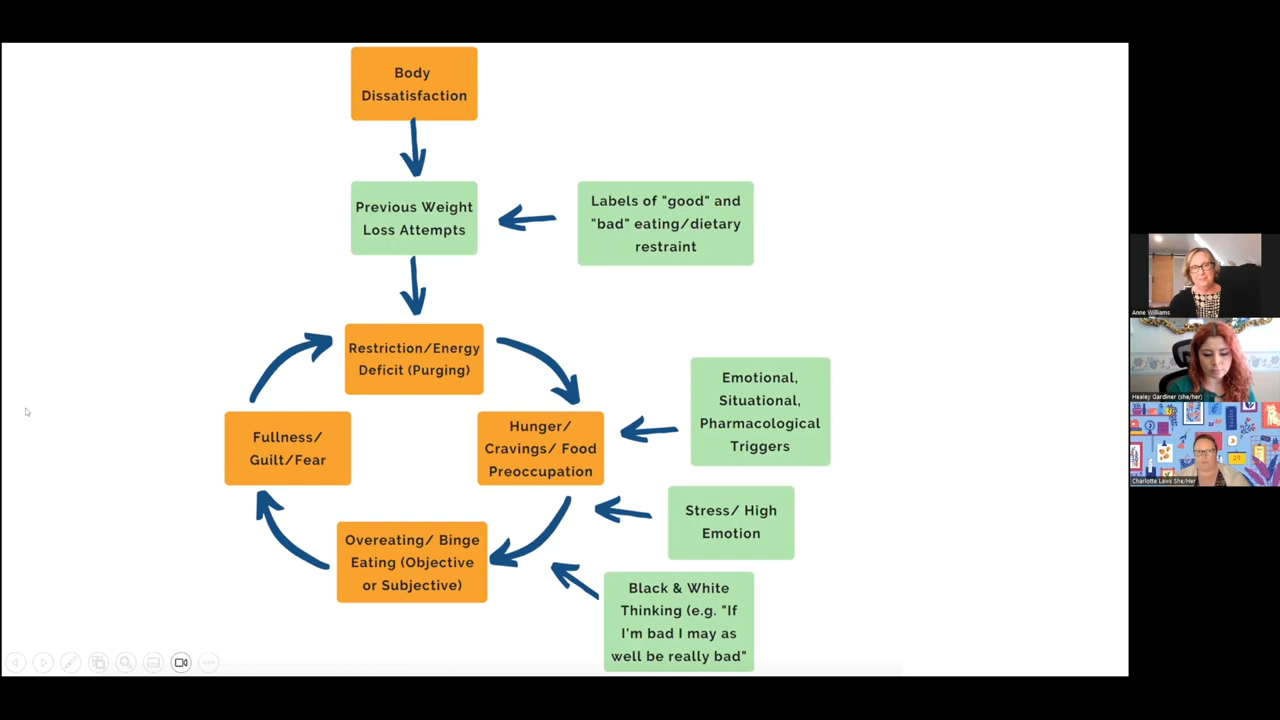 Body
Dissatisfaction
Previous Weight
Loss Attempts
Labels of "good" and
"bad" eating/dietary
restraint
Restriction/Energy
Deficit (Purging)
Emotional,
Situational,
Pharmacological
Triggers
Hunger/
Cravings/ Food
Preoccupation
Fullness/
Guilt/Fear
Stress/ High
Emotion
Overeating/ Binge
Eating (Objective
or Subjective)
Black & White
Thinking (e.g. "If
I'm bad I may as
well be really bad"
Anne Williams
Healey Gardiner (she/her)
Charlotte Laws She/Her